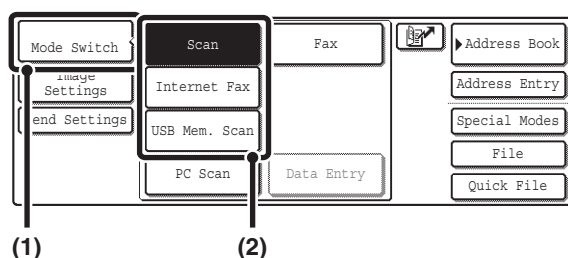 Mode Switch
Scan
Fax
Address Book
Image
Settings
Internet Fax
Address Entry
end Settings
USB Mem. Scan
Special Modes
File
PC Scan
Data Entry
Quick File
(1)
(2)